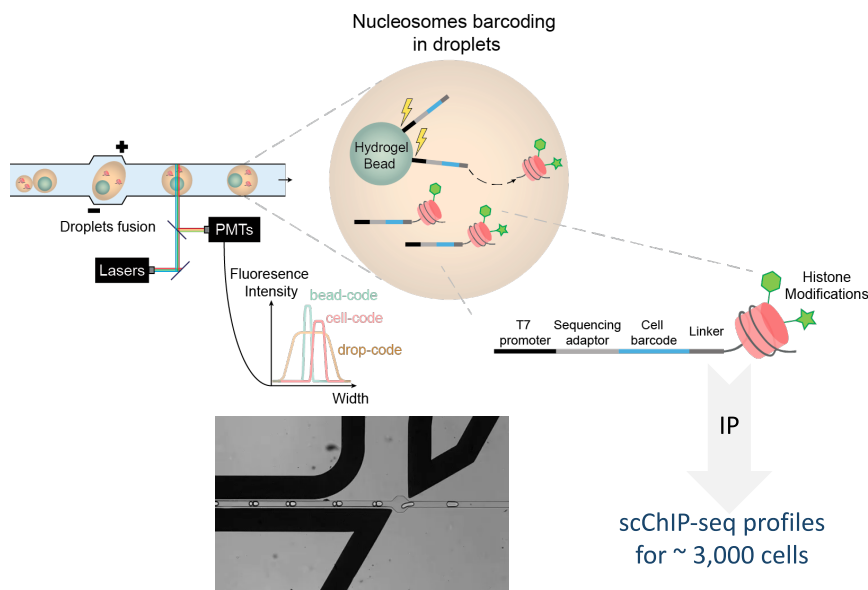 Nucleosomes barcoding
in droplets
Hydrogel
Bead
+
-
Droplets fusion
PMTs
Lasers
Fluoresence
Intensity
bead-code
cell-code
drop-code
Width
Histone
Modifications
T7
promoter
Sequencing
adaptor
Cell
barcode
Linker
IP
scChIP-seq profiles
for ~ 3,000 cells